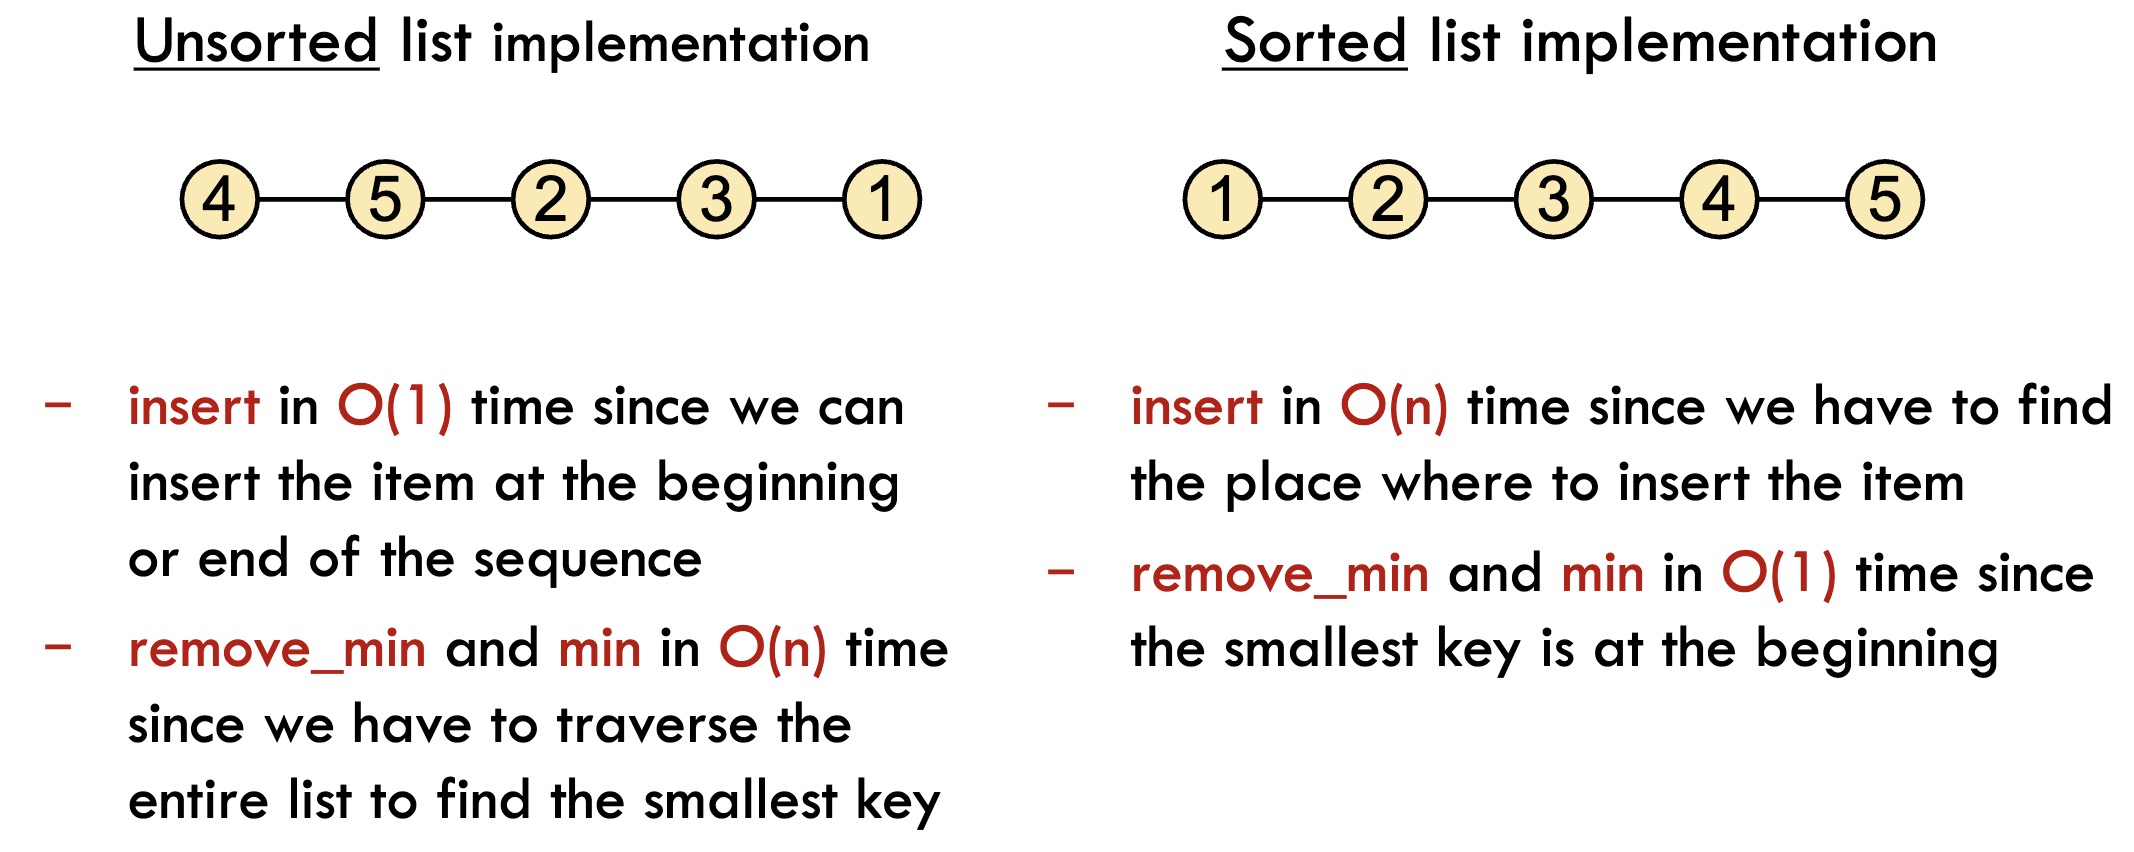 Unsorted list implementation
4 5 2 3 1
- insert in O(1) time since we can
insert the item at the beginning
or end of the sequence
- remove_min and min in O(n) time
since we have to traverse the
entire list to find the smallest key
Sorted list implementation
1 2 3 4 5
- insert in O(n) time since we have to find
the place where to insert the item
- remove_min and min in O(1) time since
the smallest key is at the beginning